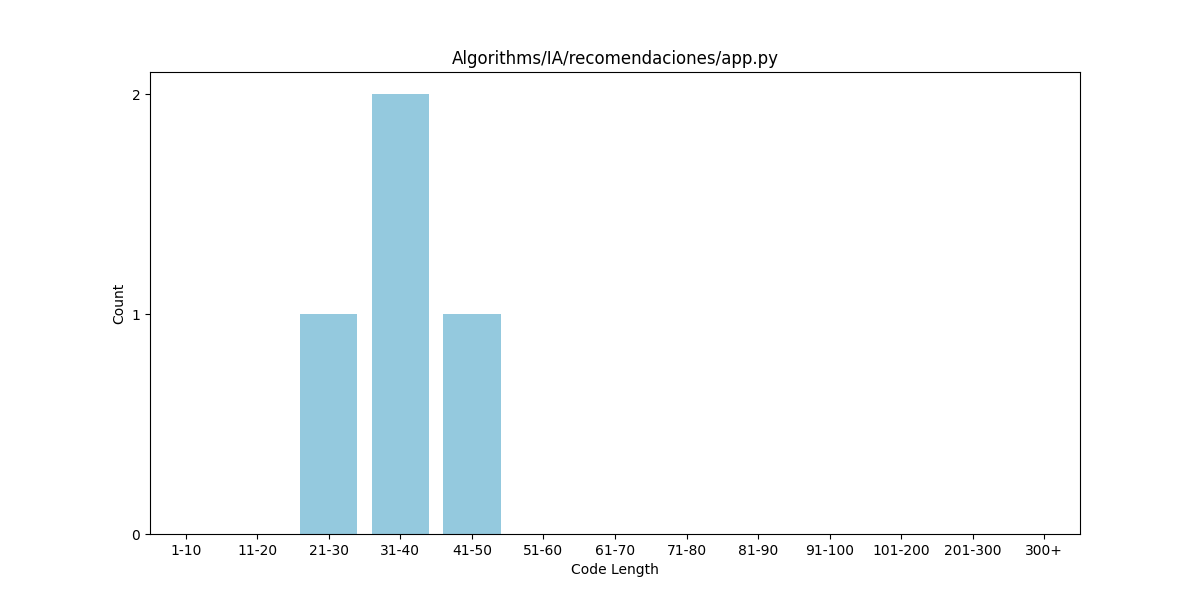 Algorithms/IA/recomendaciones/app.py
2
1
0
Count
1-10 11-20 21-30 31-40 41-50 51-60 61-70 71-80 81-90 91-100 101-200 201-300 300+
Code Length